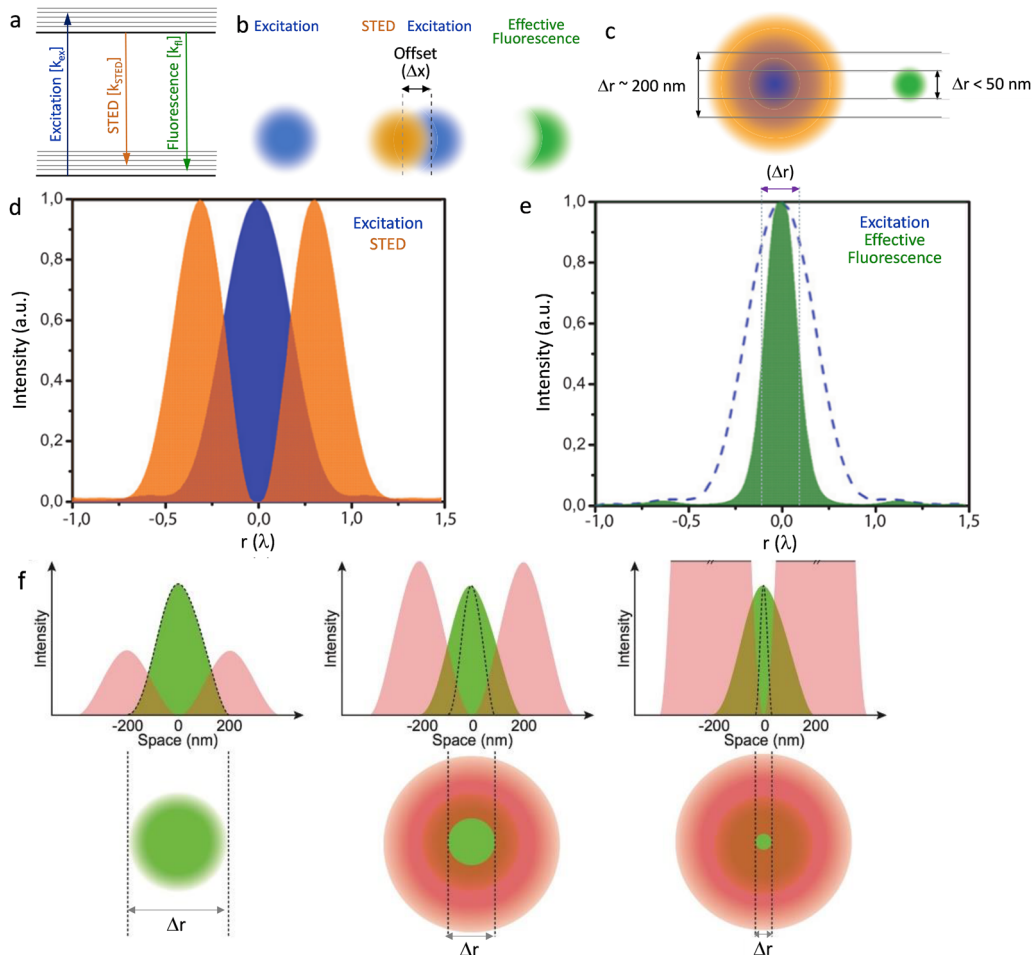 a
Excitation [kex]
STED [kSTED]
Fluorescence [kfl]
b
Excitation
STED Excitation
Offset
(Δx)
Effective
Fluorescence
c
Δr ~ 200 nm
Δr < 50 nm
d
Intensity (a.u.)
1,0
0,8
0,6
0,4
0,2
0,0
Excitation
STED
-1,0 -0,5 0,0 1,0 1,5
r (λ)
e
(Δr)
Intensity (a.u.)
1,0
0,8
0,6
0,4
0,2
0,0
Excitation
Effective
Fluorescence
-1,0 -0,5 0,0 1,0 1,5
r (λ)
f
Intensity
-200 0 200
Space (nm)
Δr
Intensity
-200 0 200
Space (nm)
Δr
Intensity
-200 0 200
Space (nm)
Δr